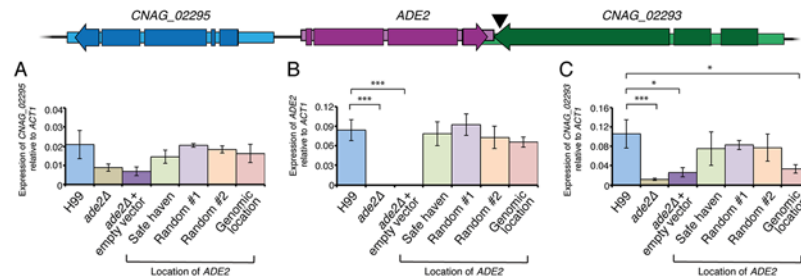 CNAG_02295
ADE2
CNAG_02293
A
Expression of CNAG_02295
relative to ACT1
0.04
0.03
0.02
0.01
0
H99
ade2Δ
ade2Δ+
empty vector
Safe haven
Random #1
Random #2
Genomic
location
Location of ADE2
B
***
***
Expression of ADE2
relative to ACT1
0.12
0.09
0.06
0.03
0.00
H99
ade2Δ
ade2Δ+
empty vector
Safe haven
Random #1
Random #2
Genomic
location
Location of ADE2
C
*
*
***
Expression of CNAG_02293
relative to ACT1
0.16
0.12
0.08
0.04
0
H99
ade2Δ
ade2Δ+
empty vector
Safe haven
Random #1
Random #2
Genomic
location
Location of ADE2